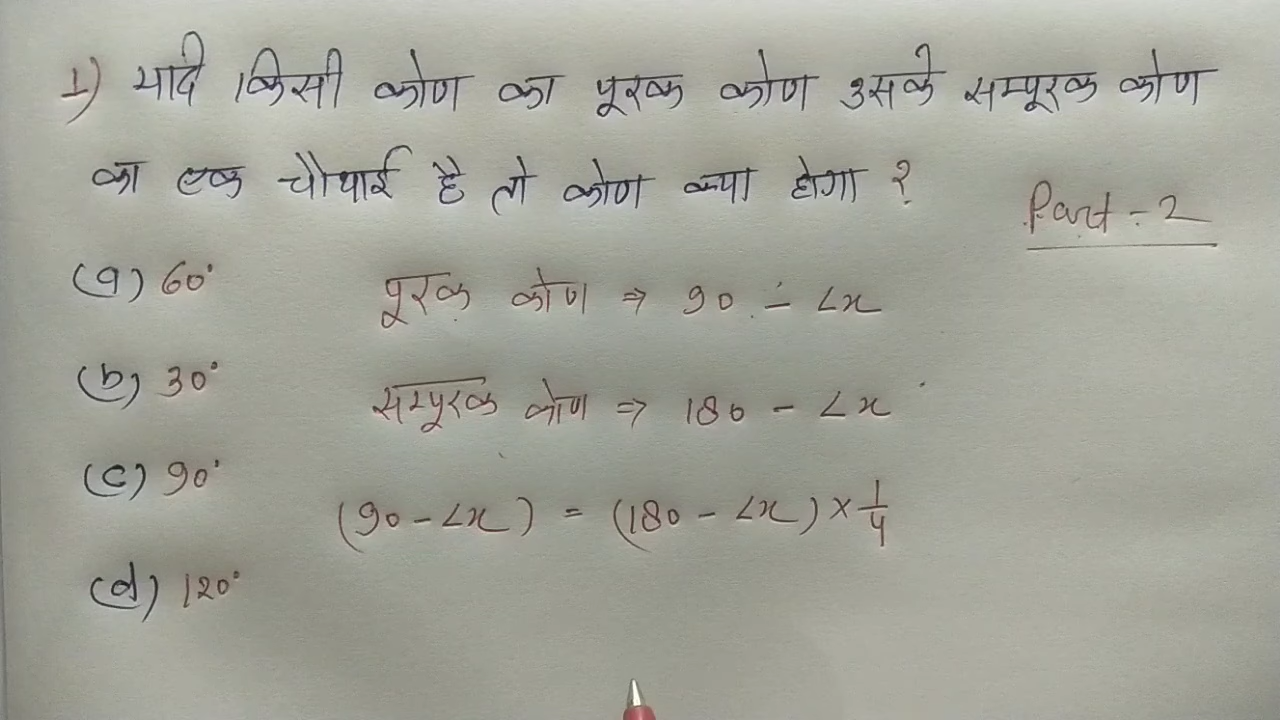 1) यदि किसी कोण का पूरक कोण उसके सम्पूरक कोण
का एक चौथाई है तो कोण क्या होगा ?
Part - 2
(a) 60°
पूरक कोण ⇒ 90 - ∠x
(b) 30°
सम्पूरक कोण ⇒ 180 - ∠x
(c) 90°
(90 - ∠x) = (180 - ∠x) × 1/4
(d) 120°